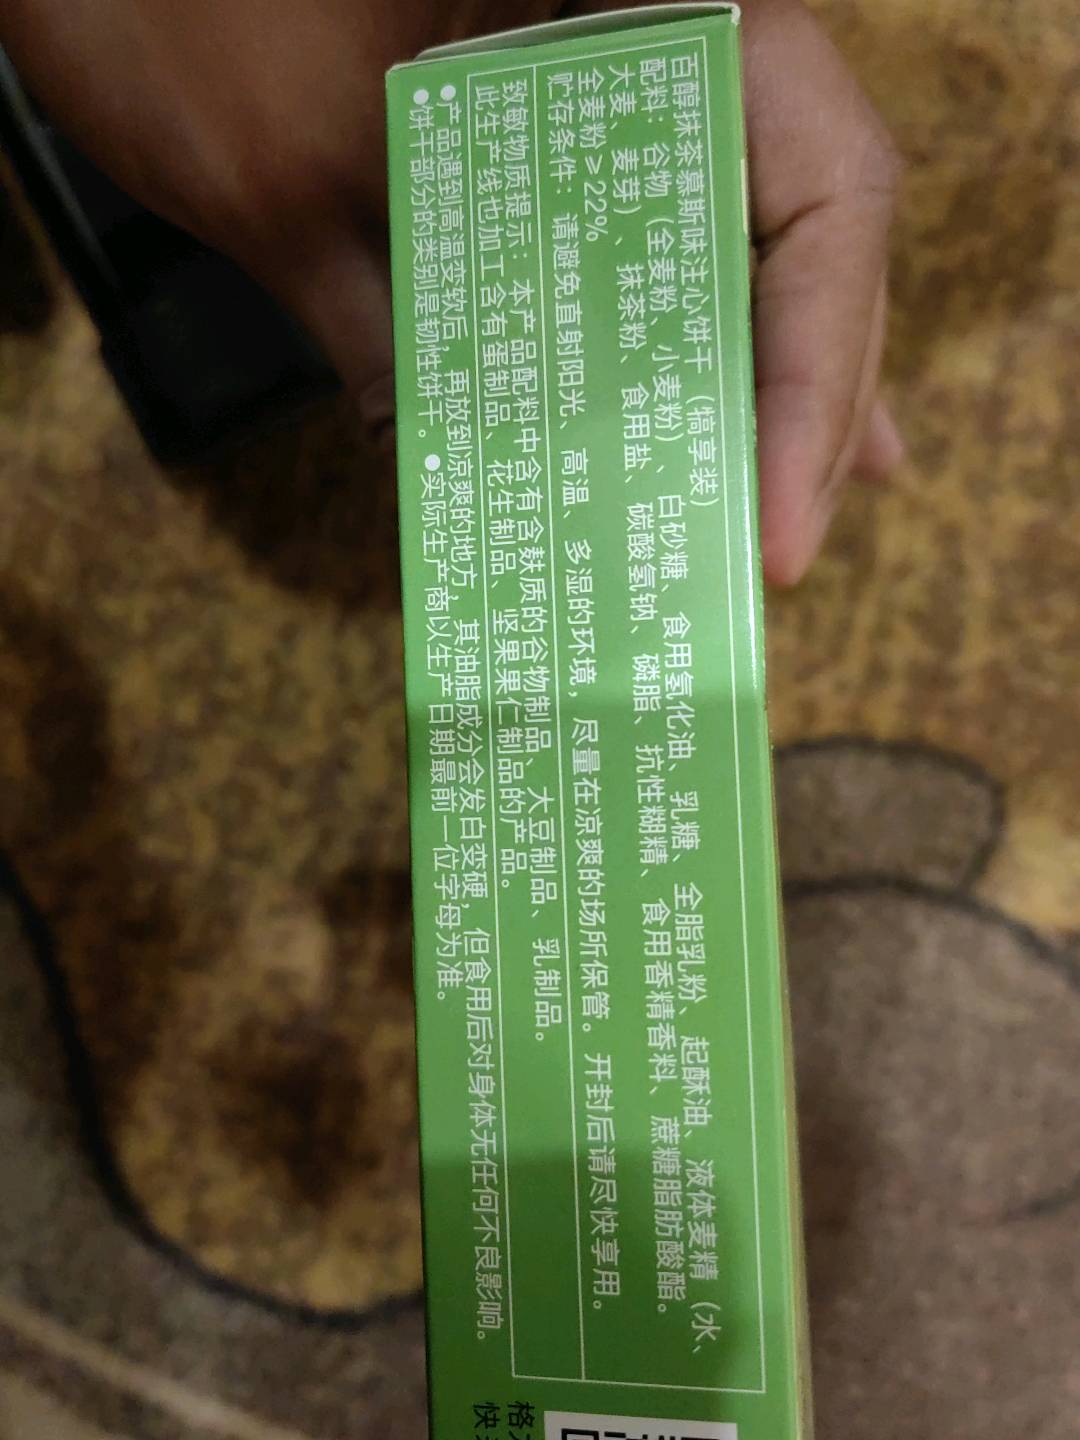 百醇抹茶慕斯味注心饼干（犒享装）
配料：谷物（全麦粉、小麦粉）、白砂糖、食用氢化油、乳糖、全脂乳粉、起酥油、液体麦精（水、
大麦、麦芽）、抹茶粉、食用盐、碳酸氢钠、磷脂、抗性糊精、食用香精香料、蔗糖脂肪酸酯。
全麦粉≥22%
贮存条件：请避免直射阳光、高温、多湿的环境，尽量在凉爽的场所保管。开封后请尽快享用。
致敏物质提示：本产品配料中含有含麸质的谷物制品、大豆制品、乳制品。
此生产线也加工含有蛋制品、花生制品、坚果果仁制品的产品。
●产品遇到高温变软后，再放到凉爽的地方，其油脂成分会发白变硬，但食用后对身体无任何不良影响。
●饼干部分的类别是韧性饼干。●实际生产商以生产日期最前一位字母为准。
格
快